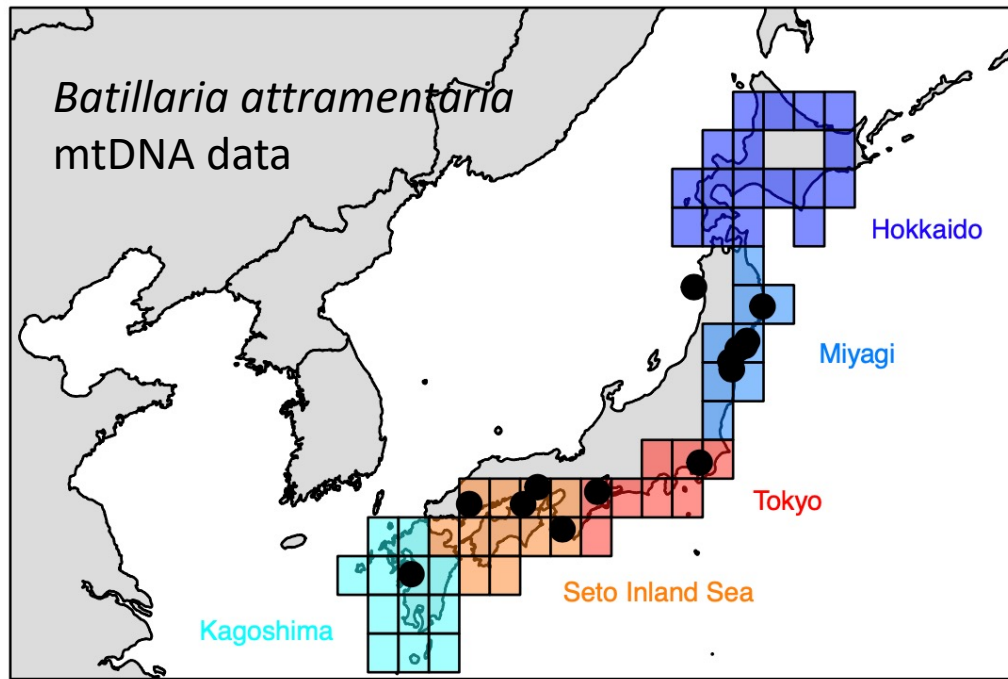 Batillaria attramentaria
mtDNA data
Hokkaido
Miyagi
Tokyo
Seto Inland Sea
Kagoshima